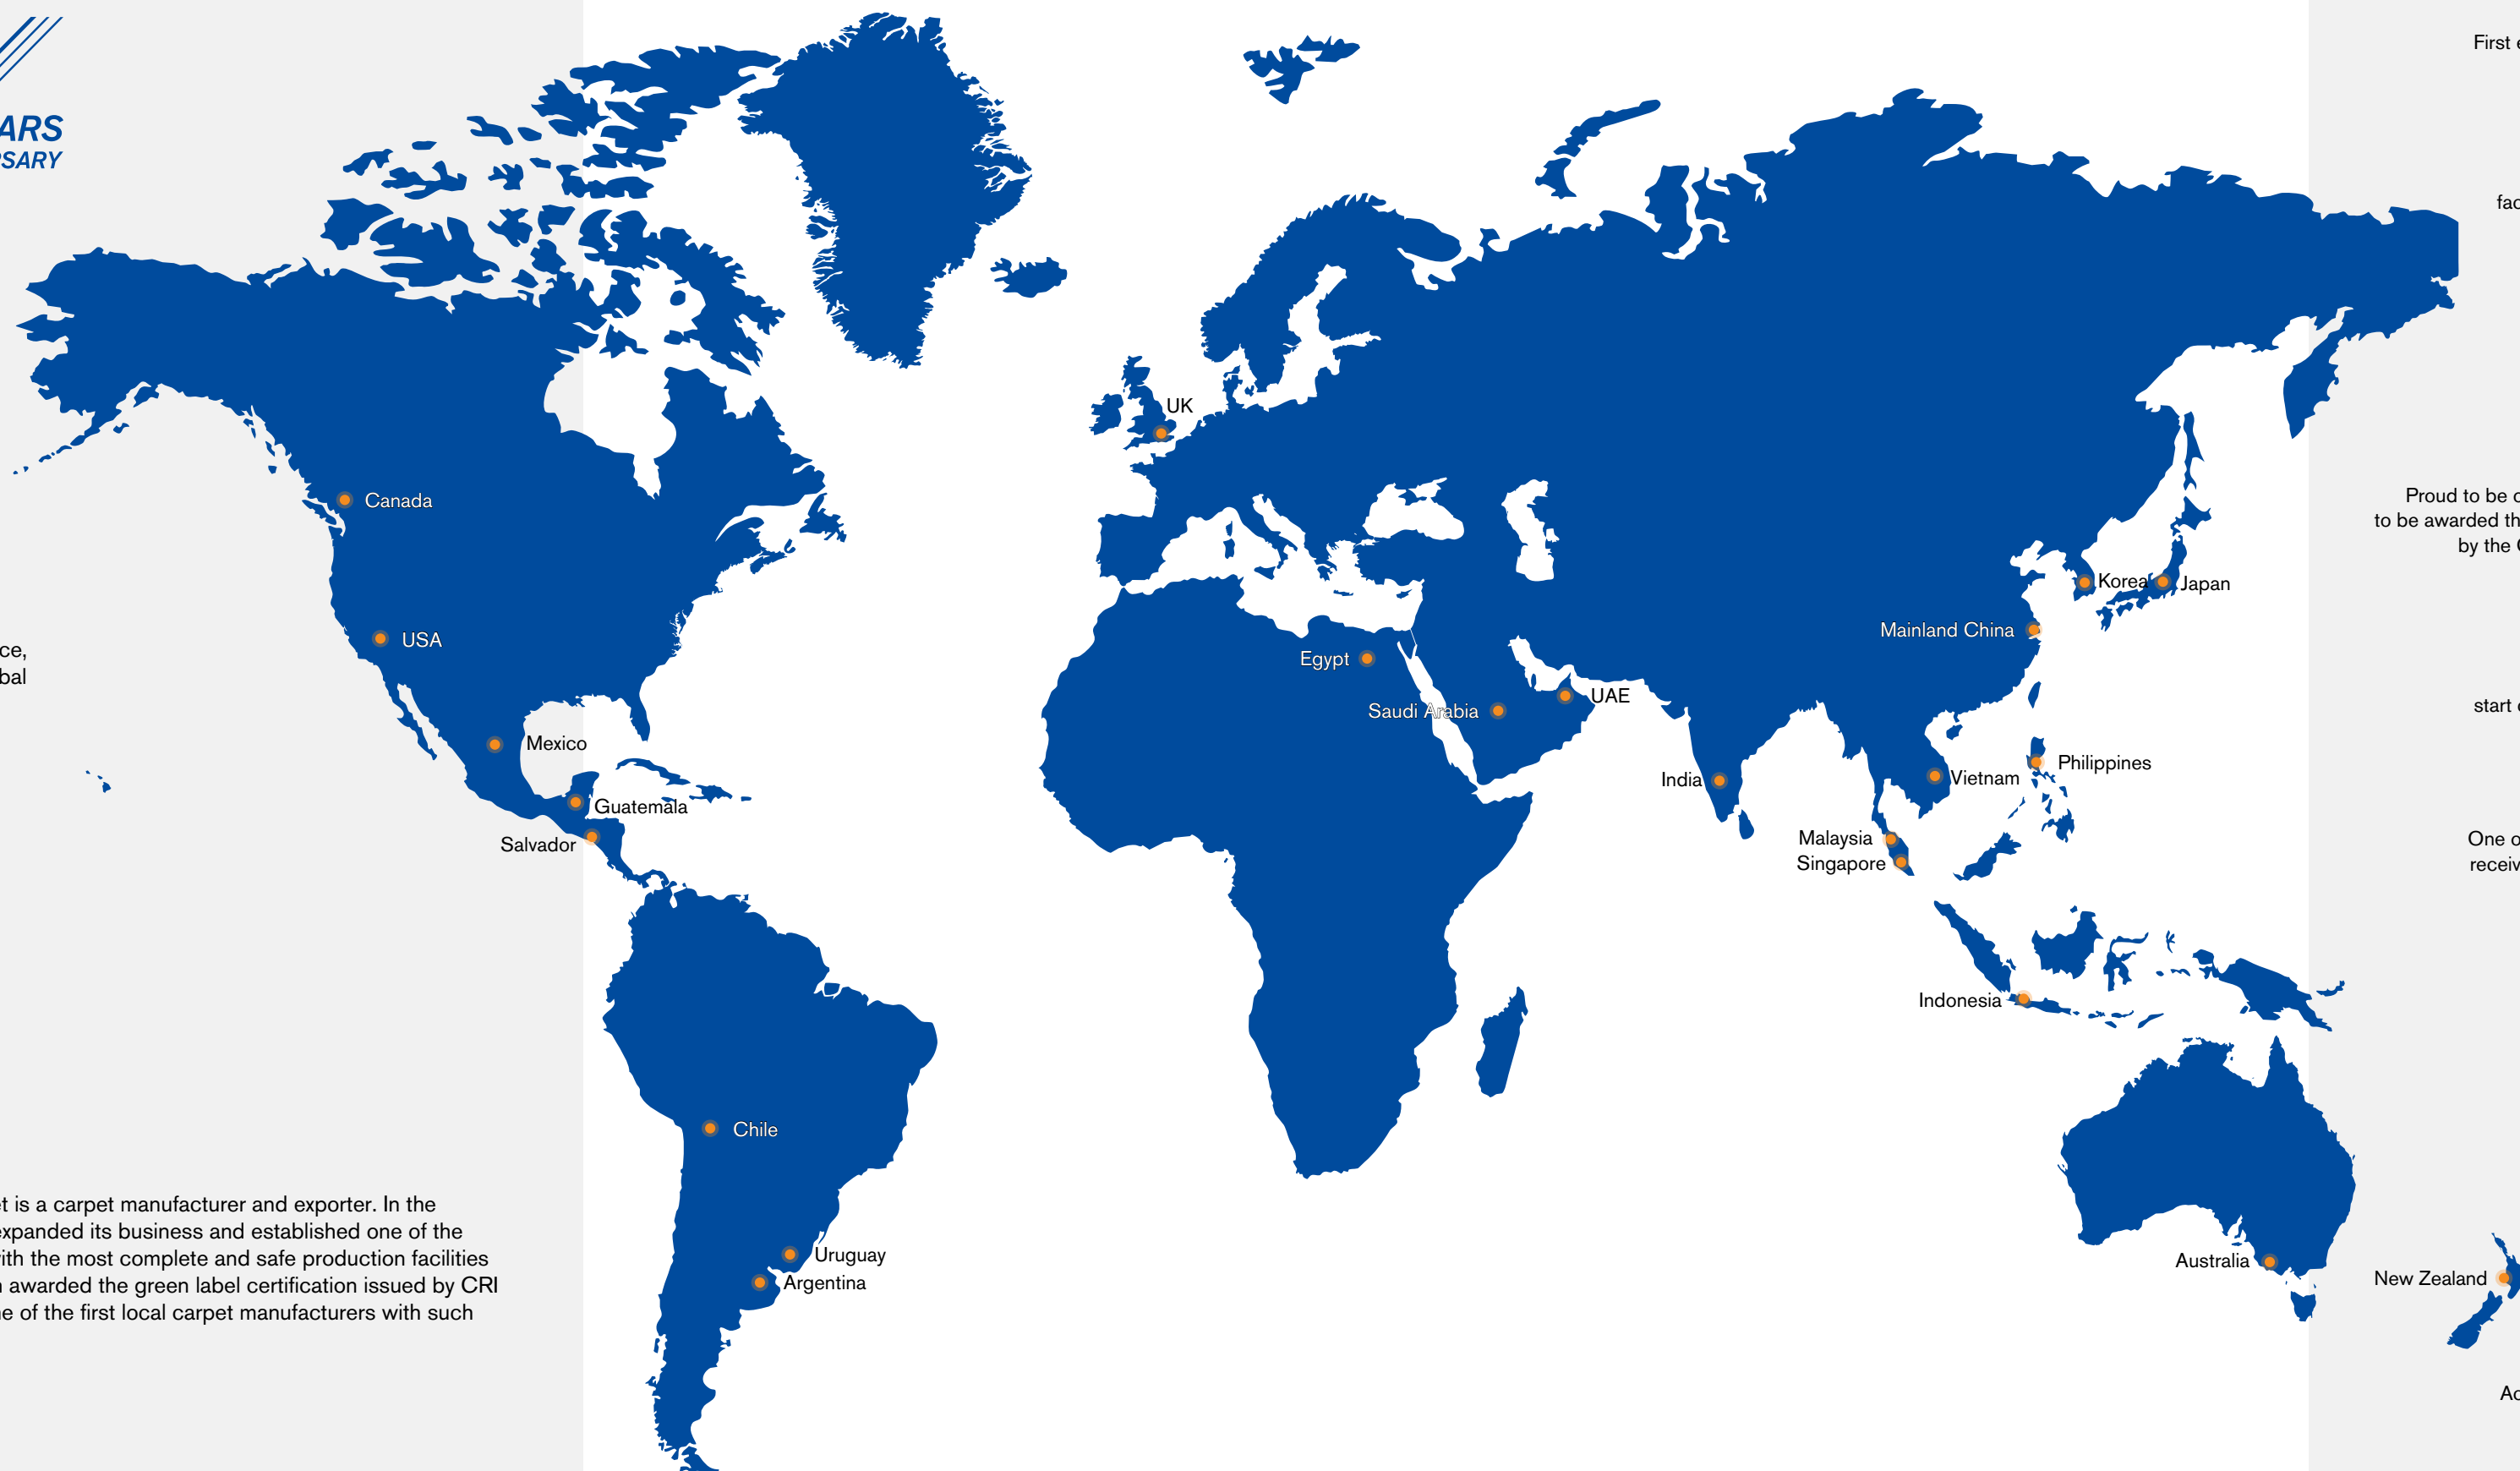 ARS
SARY
ce,
bal
t is a carpet manufacturer and exporter. In the
expanded its business and established one of the
with the most complete and safe production facilities
awarded the green label certification issued by CRI
e of the first local carpet manufacturers with such
Canada
USA
Mexico
Guatemala
Salvador
Chile
Uruguay
Argentina
UK
Egypt
Saudi Arabia
UAE
India
Mainland China
Korea
Japan
Vietnam
Philippines
Malaysia
Singapore
Indonesia
Australia
New Zealand
First
fac
Proud to be
to be awarded th
by the
start
One o
receiv
Ac